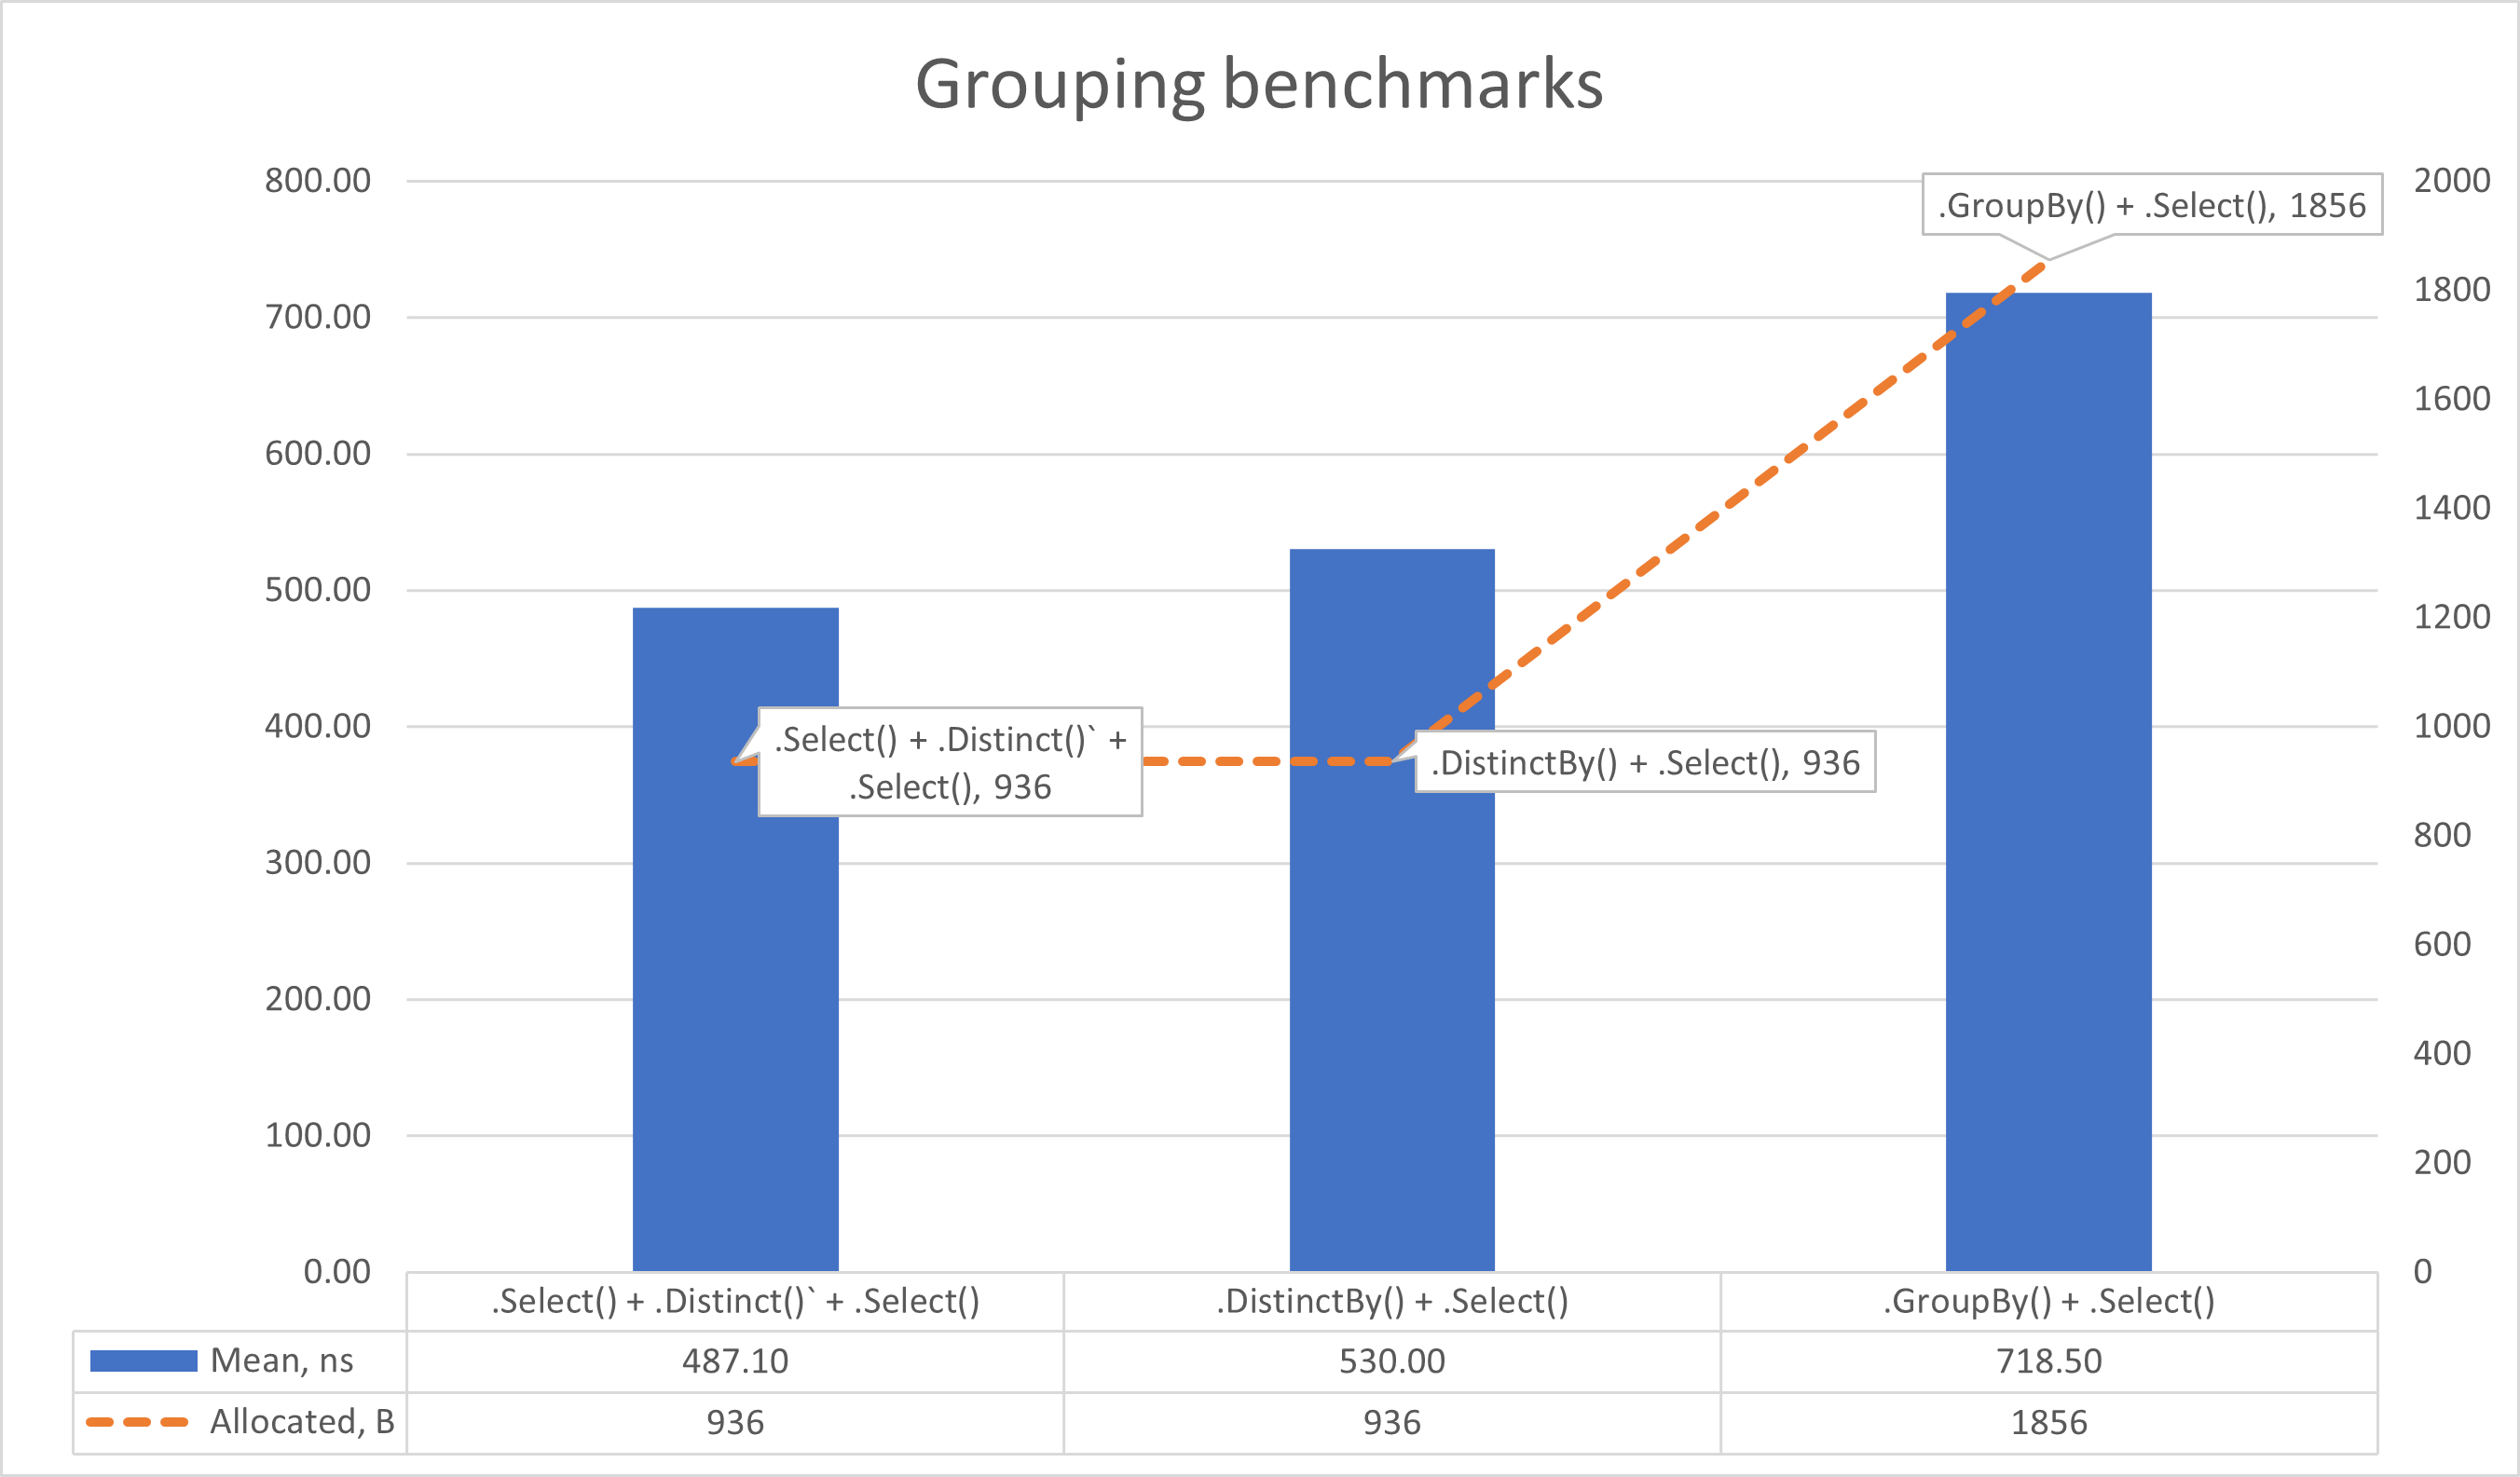 Grouping benchmarks
800.00
700.00
600.00
500.00
400.00
300.00
200.00
100.00
0.00
2000
1800
1600
1400
1200
1000
800
600
400
200
0
.GroupBy() + .Select(), 1856
.Select() + .Distinct()` +
.Select(), 936
.DistinctBy() + .Select(), 936
.Select() + .Distinct()` + .Select() .DistinctBy() + .Select() .GroupBy() + .Select()
Mean, ns 487.10 530.00 718.50
Allocated, B 936 936 1856